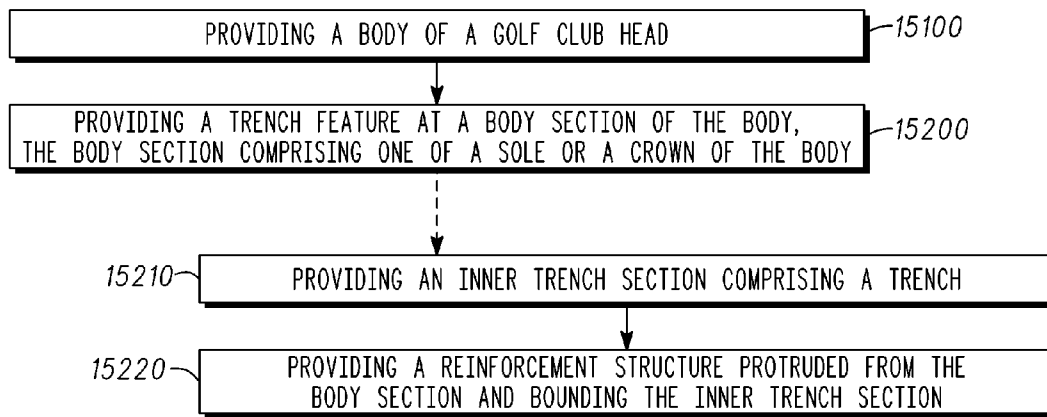 PROVIDING A BODY OF A GOLF CLUB HEAD
15100
PROVIDING A TRENCH FEATURE AT A BODY SECTION OF THE BODY,
THE BODY SECTION COMPRISING ONE OF A SOLE OR A CROWN OF THE BODY
15200
15210
PROVIDING AN INNER TRENCH SECTION COMPRISING A TRENCH
15220
PROVIDING A REINFORCEMENT STRUCTURE PROTRUDED FROM THE
BODY SECTION AND BOUNDING THE INNER TRENCH SECTION